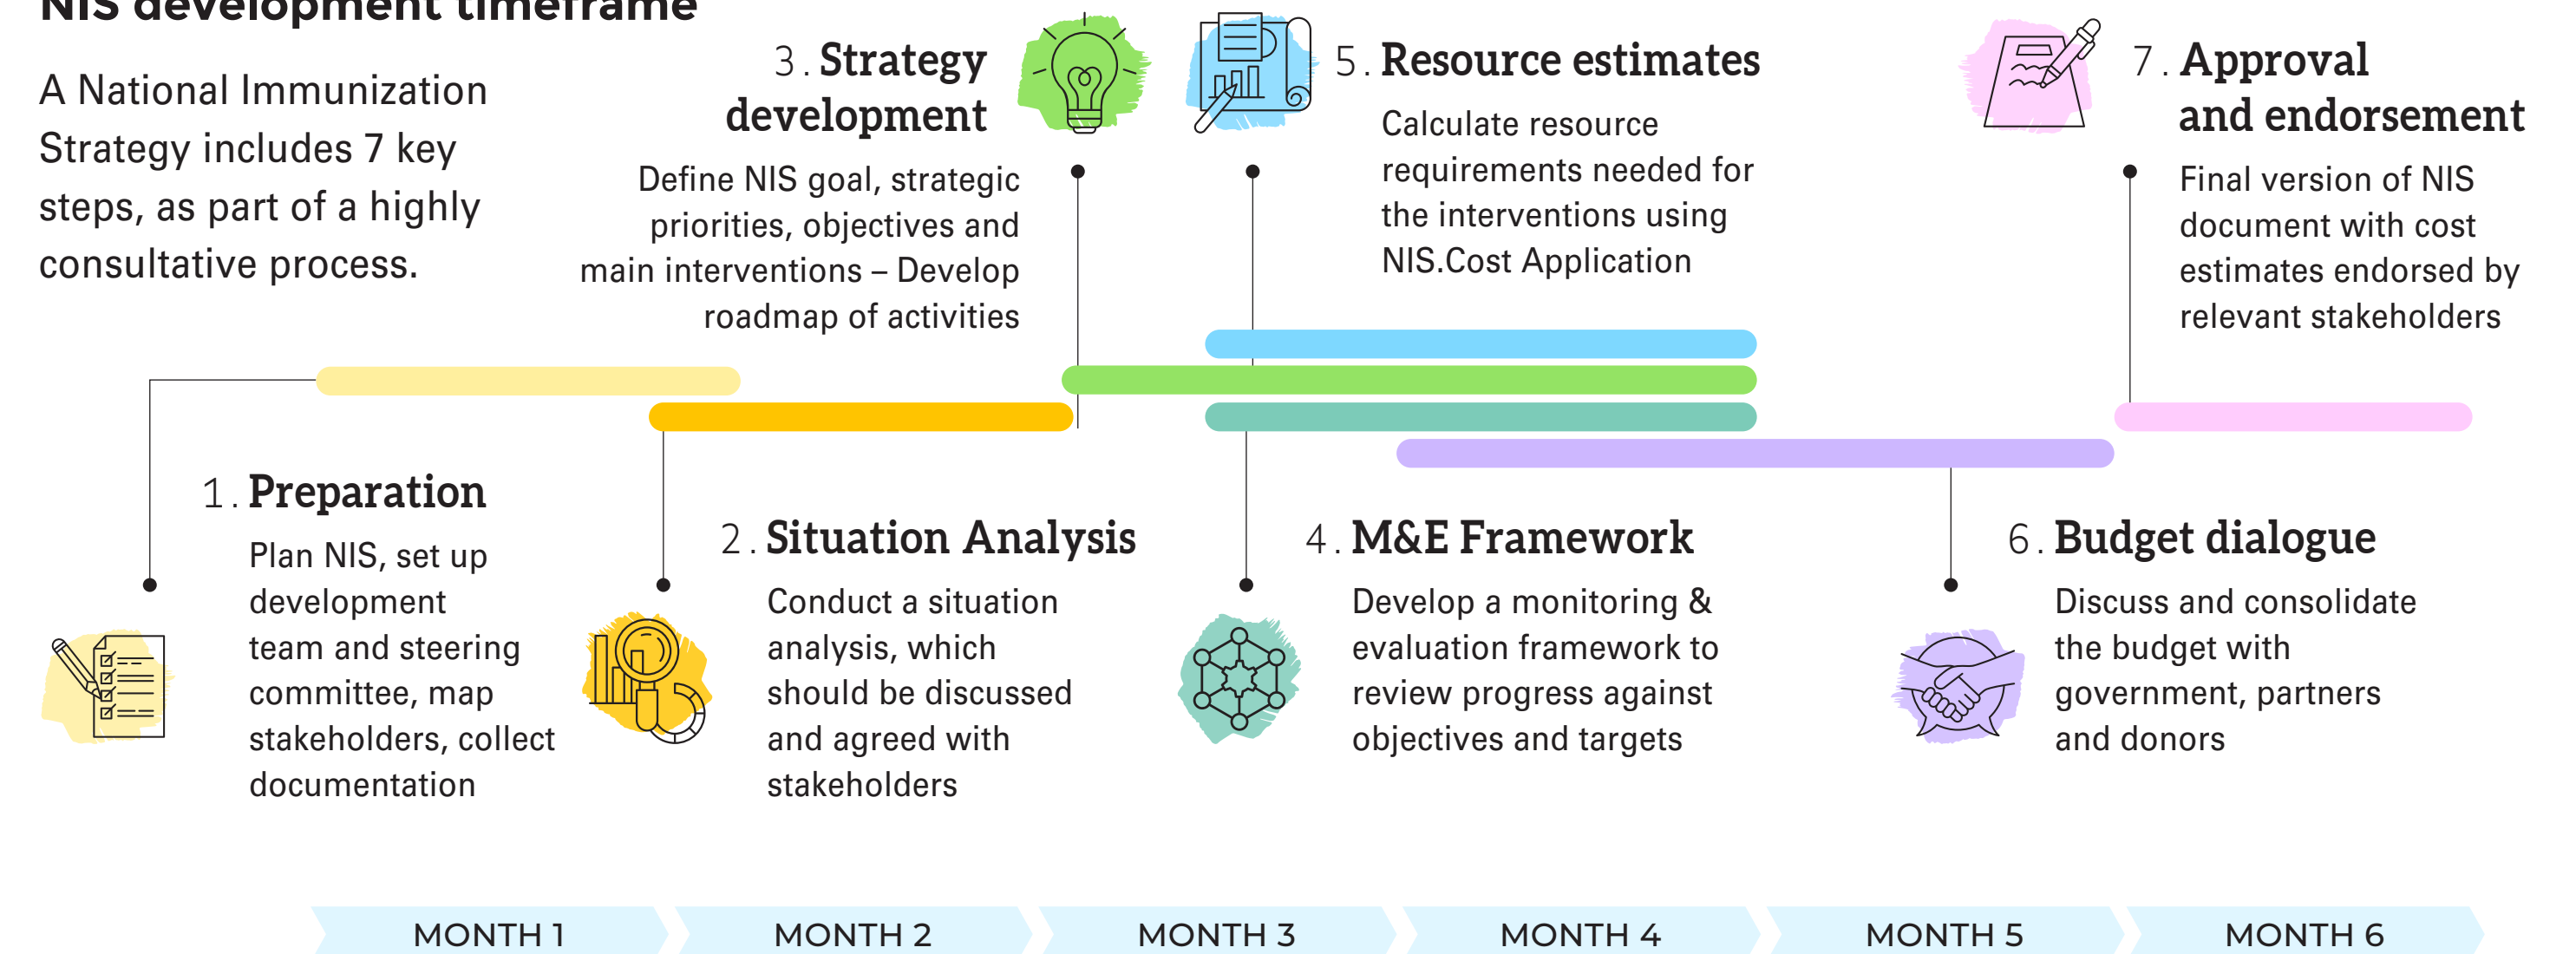 NIS development timeframe
A National Immunization
Strategy includes 7 key
steps, as part of a highly
consultative process.
3. Strategy
development
Define NIS goal, strategic
priorities, objectives and
main interventions – Develop
roadmap of activities
5. Resource estimates
Calculate resource
requirements needed for
the interventions using
NIS.Cost Application
7. Approval
and endorsement
Final version of NIS
document with cost
estimates endorsed by
relevant stakeholders
1. Preparation
Plan NIS, set up
development
team and steering
committee, map
stakeholders, collect
documentation
2. Situation Analysis
Conduct a situation
analysis, which
should be discussed
and agreed with
stakeholders
4. M&E Framework
Develop a monitoring &
evaluation framework to
review progress against
objectives and targets
6. Budget dialogue
Discuss and consolidate
the budget with
government, partners
and donors
MONTH 1
MONTH 2
MONTH 3
MONTH 4
MONTH 5
MONTH 6